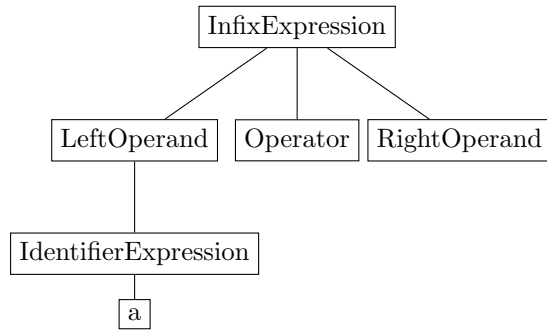 InfixExpression
LeftOperand Operator RightOperand
IdentifierExpression
a